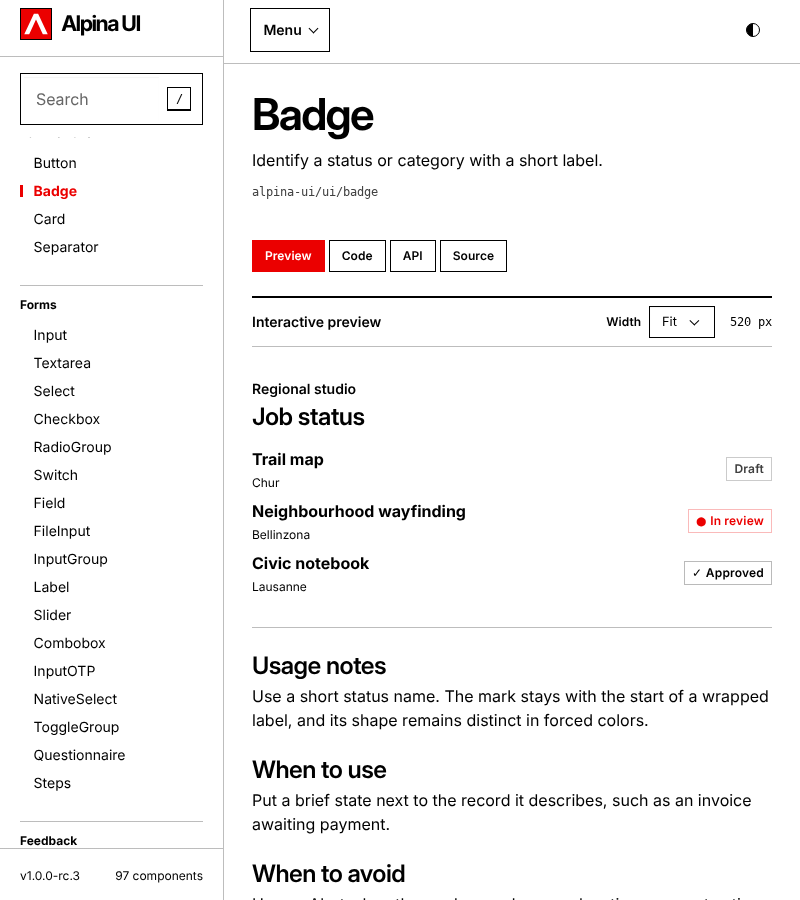 Alpina UI
Search
/
Button
Badge
Card
Separator
Forms
Input
Textarea
Select
Checkbox
RadioGroup
Switch
Field
FileInput
InputGroup
Label
Slider
Combobox
InputOTP
NativeSelect
ToggleGroup
Questionnaire
Steps
Feedback
v1.0.0-rc.3 97 components
Menu
Badge
Identify a status or category with a short label.
alpina-ui/ui/badge
Preview Code API Source
Interactive preview Width Fit 520 px
Regional studio
Job status
Trail map
Chur
Draft
Neighbourhood wayfinding
Bellinzona
In review
Civic notebook
Lausanne
✓ Approved
Usage notes
Use a short status name. The mark stays with the start of a wrapped
label, and its shape remains distinct in forced colors.
When to use
Put a brief state next to the record it describes, such as an invoice
awaiting payment.
When to avoid